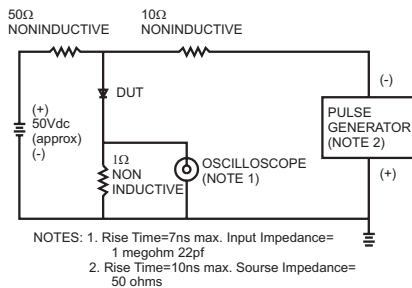 50Ω
NONINDUCTIVE
10Ω
NONINDUCTIVE
(+)
50Vdc
(approx)
(-)
DUT
1Ω
NON
INDUCTIVE
OSCILLOSCOPE
(NOTE 1)
(-)
PULSE
GENERATOR
(NOTE 2)
(+)
NOTES: 1. Rise Time=7ns max. Input Impedance=
1 megohm 22pf
2. Rise Time=10ns max. Sourse Impedance=
50 ohms